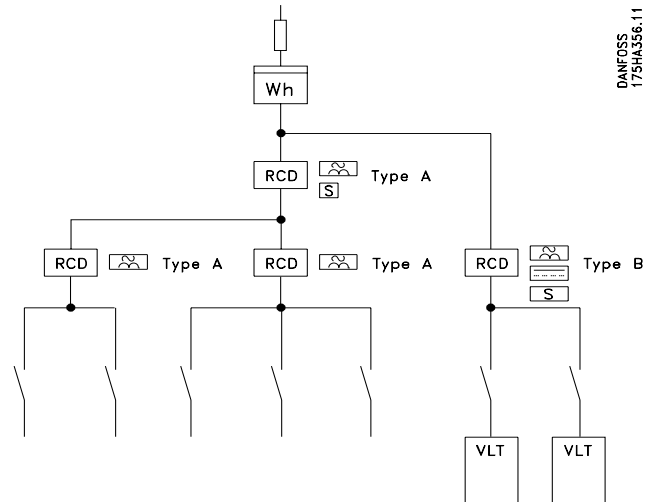 DANFOSS
175HA356.11
Wh
RCD
S
Type A
RCD
Type A
RCD
Type A
RCD
S
Type B
VLT
VLT